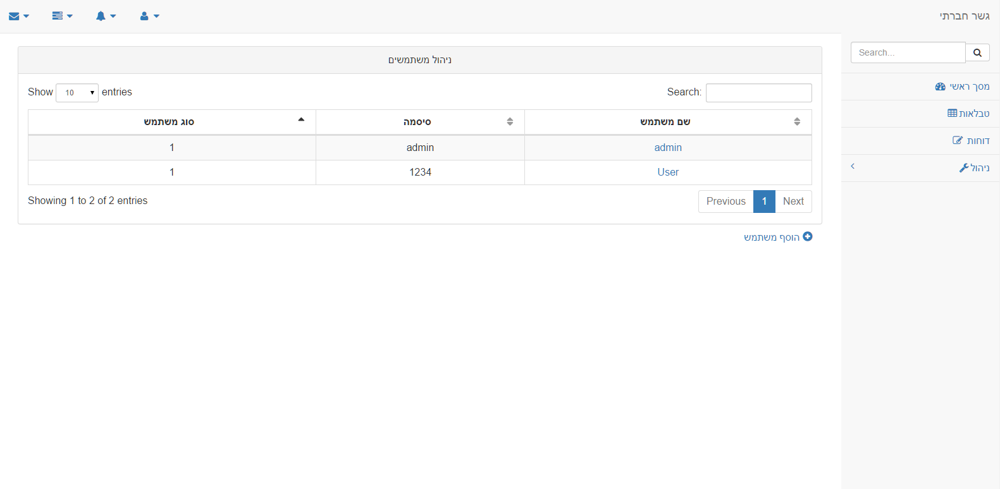 גשר חברתי
Search...
מסך ראשי
טבלאות
דוחות
ניהול
ניהול משתמשים
Show 10 entries
Search:
שם משתמש סיסמה סוג משתמש
admin admin 1
User 1234 1
Showing 1 to 2 of 2 entries
Previous 1 Next
הוסף משתמש